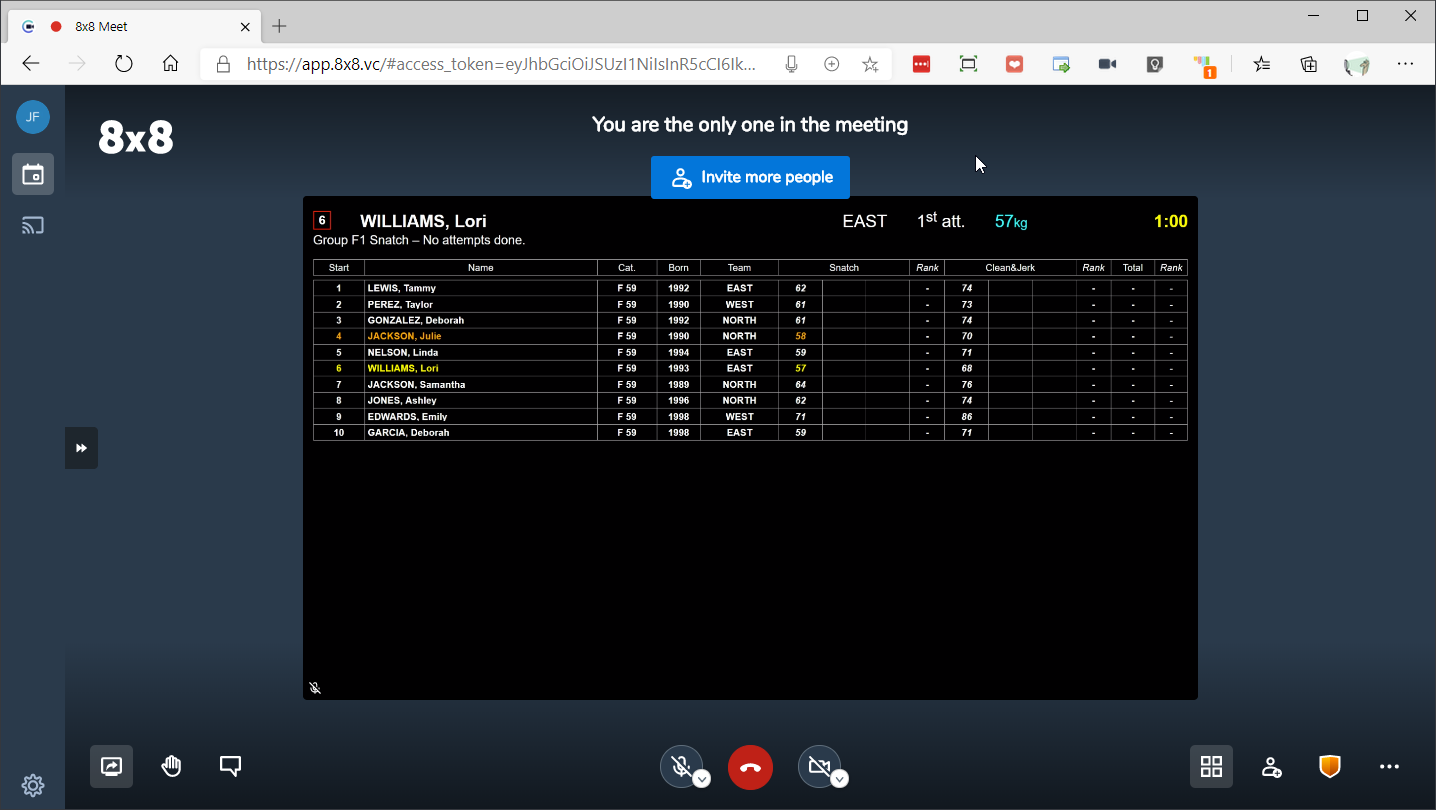 8x8 Meet
https://app.8x8.vc/#access_token=eyJhbGciOiJSUzI1NiIsInR5cCI6Ik...
1
JF
8x8
You are the only one in the meeting
Invite more people
6 WILLIAMS, Lori EAST 1st att. 57kg 1:00
Group F1 Snatch – No attempts done.
Start Name Cat. Born Team Snatch Rank Clean&Jerk Rank Total Rank
1 LEWIS, Tammy F 59 1992 EAST 62 - 74 - - -
2 PEREZ, Taylor F 59 1990 WEST 61 - 73 - - -
3 GONZALEZ, Deborah F 59 1992 NORTH 61 - 74 - - -
4 JACKSON, Julie F 59 1990 NORTH 58 - 70 - - -
5 NELSON, Linda F 59 1994 EAST 59 - 71 - - -
6 WILLIAMS, Lori F 59 1993 EAST 57 - 68 - - -
7 JACKSON, Samantha F 59 1989 NORTH 64 - 76 - - -
8 JONES, Ashley F 59 1996 NORTH 62 - 74 - - -
9 EDWARDS, Emily F 59 1998 WEST 71 - 86 - - -
10 GARCIA, Deborah F 59 1998 EAST 59 - 71 - - -